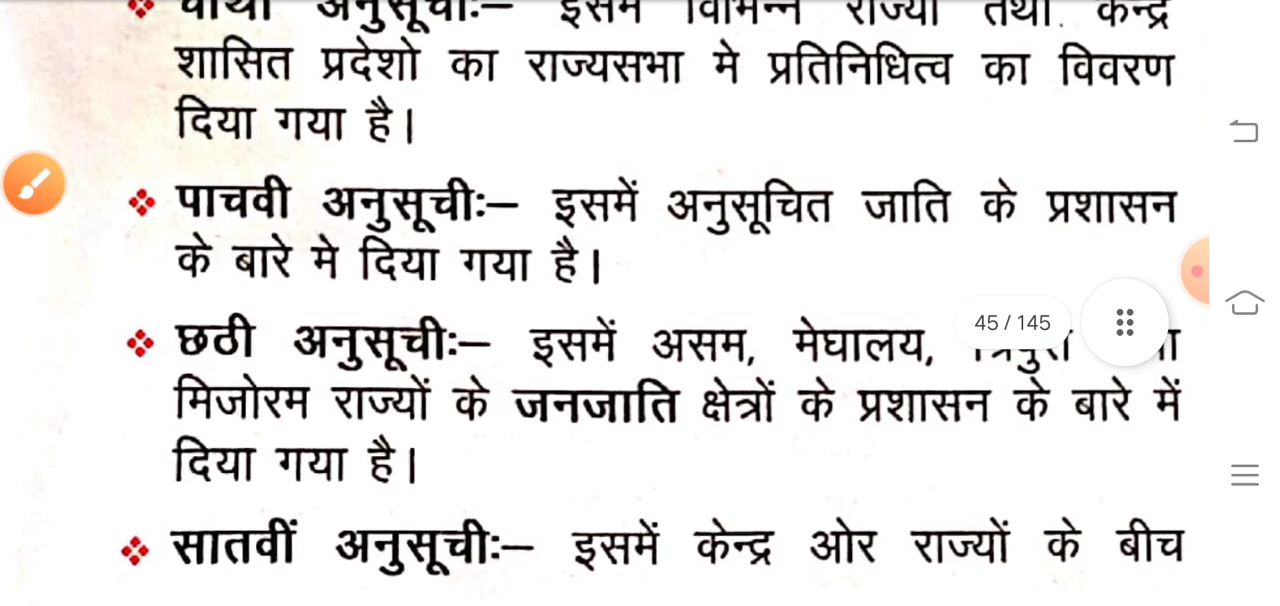 चौथी अनुसूचीः– इसमें विभिन्न राज्यों तथा केन्द्र
शासित प्रदेशो का राज्यसभा मे प्रतिनिधित्व का विवरण
दिया गया है।
पाचवी अनुसूचीः– इसमें अनुसूचित जाति के प्रशासन
के बारे मे दिया गया है।
45 / 145
छठी अनुसूचीः– इसमें असम, मेघालय,
मिजोरम राज्यों के जनजाति क्षेत्रों के प्रशासन के बारे में
दिया गया है।
सातवीं अनुसूचीः– इसमें केन्द्र ओर राज्यों के बीच